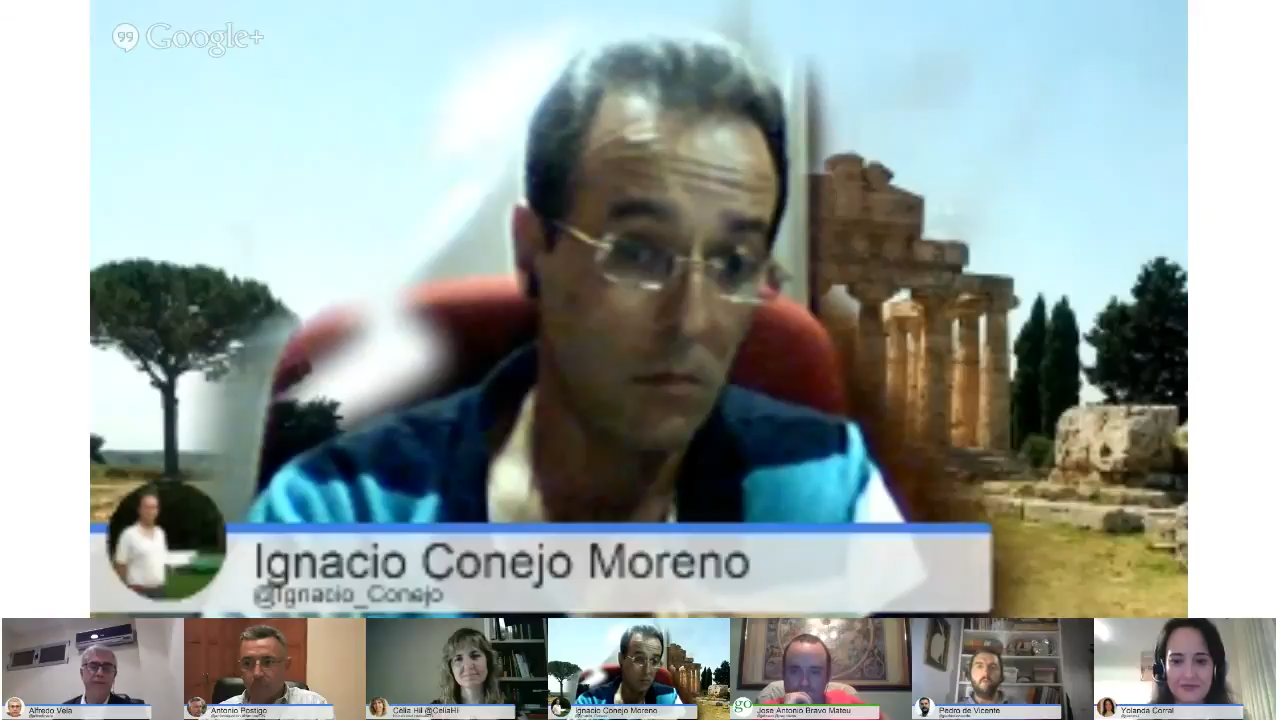 Google+
Ignacio Conejo Moreno
@Ignacio_Conejo
Alfredo Vela
Antonio Postigo
Celia Hil @CeliaHil
Ignacio Conejo Moreno
go
Jose Antonio Bravo Mateu
Pedro de Vicente
Yolanda Corral